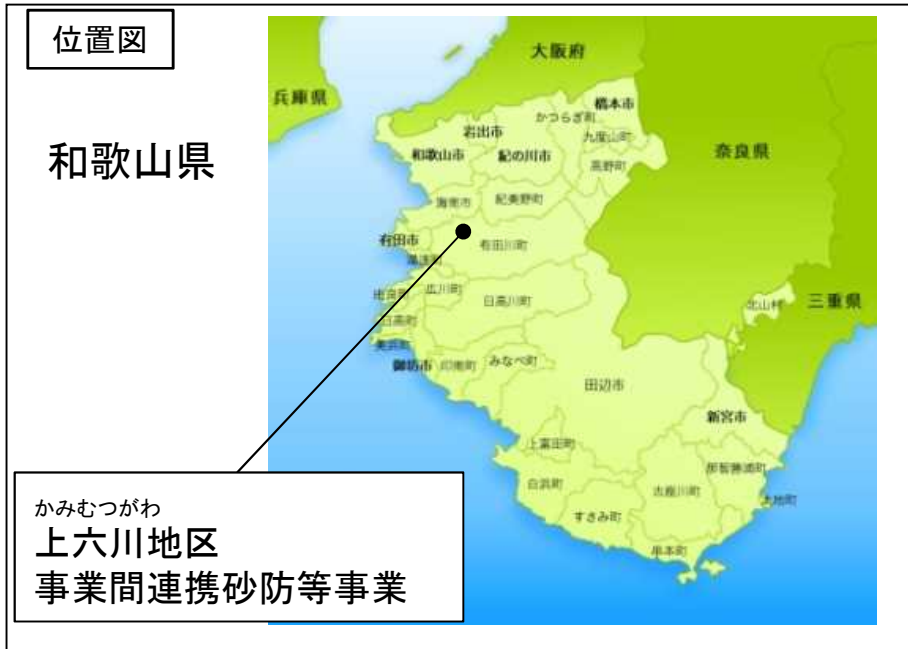 位置図
和歌山県
大阪府
兵庫県
橋本市
かつらぎ町
岩出市
九度山町
和歌山市
紀の川市
高野町
奈良県
海南市
紀美野町
有田市
有田川町
湯浅町
広川町
由良町
日高川町
北山村
三重県
日高町
美浜町
御坊市
印南町
みなべ町
田辺市
新宮市
上富田町
那智勝浦町
白浜町
古座川町
太地町
すさみ町
串本町
かみむつがわ
上六川地区
事業間連携砂防等事業